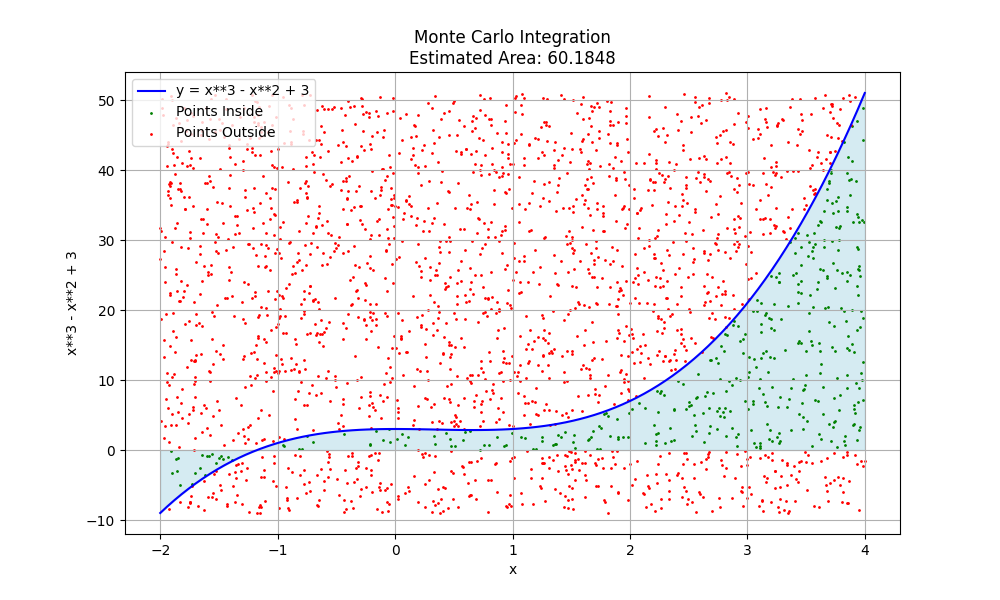 Monte Carlo Integration
Estimated Area: 60.1848
y = x**3 - x**2 + 3
Points Inside
Points Outside
50
40
30
20
10
0
−10
x**3 - x**2 + 3
−2 −1 0 1 2 3 4
x